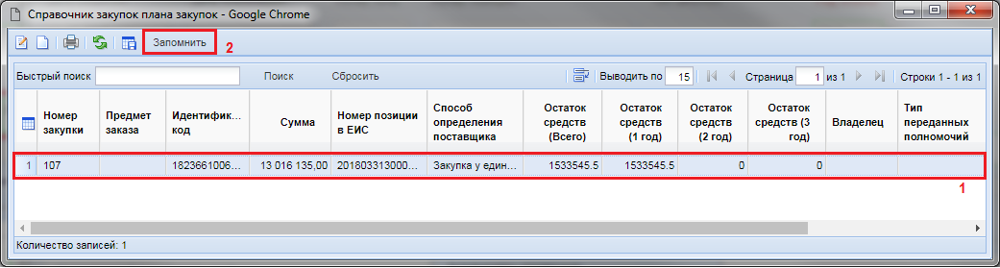 Справочник закупок плана закупок - Google Chrome
Запомнить
2
Быстрый поиск Поиск Сбросить Выводить по 15 Страница 1 из 1 Строки 1 - 1 из 1
Номер закупки Предмет заказа Идентифик... код Сумма Номер позиции в ЕИС Способ определения поставщика Остаток средств (Всего) Остаток средств (1 год) Остаток средств (2 год) Остаток средств (3 год) Владелец Тип переданных полномочий
1 107 1823661006... 13 016 135,00 201803313000... Закупка у един... 1533545.5 1533545.5 0 0
1
Количество записей: 1